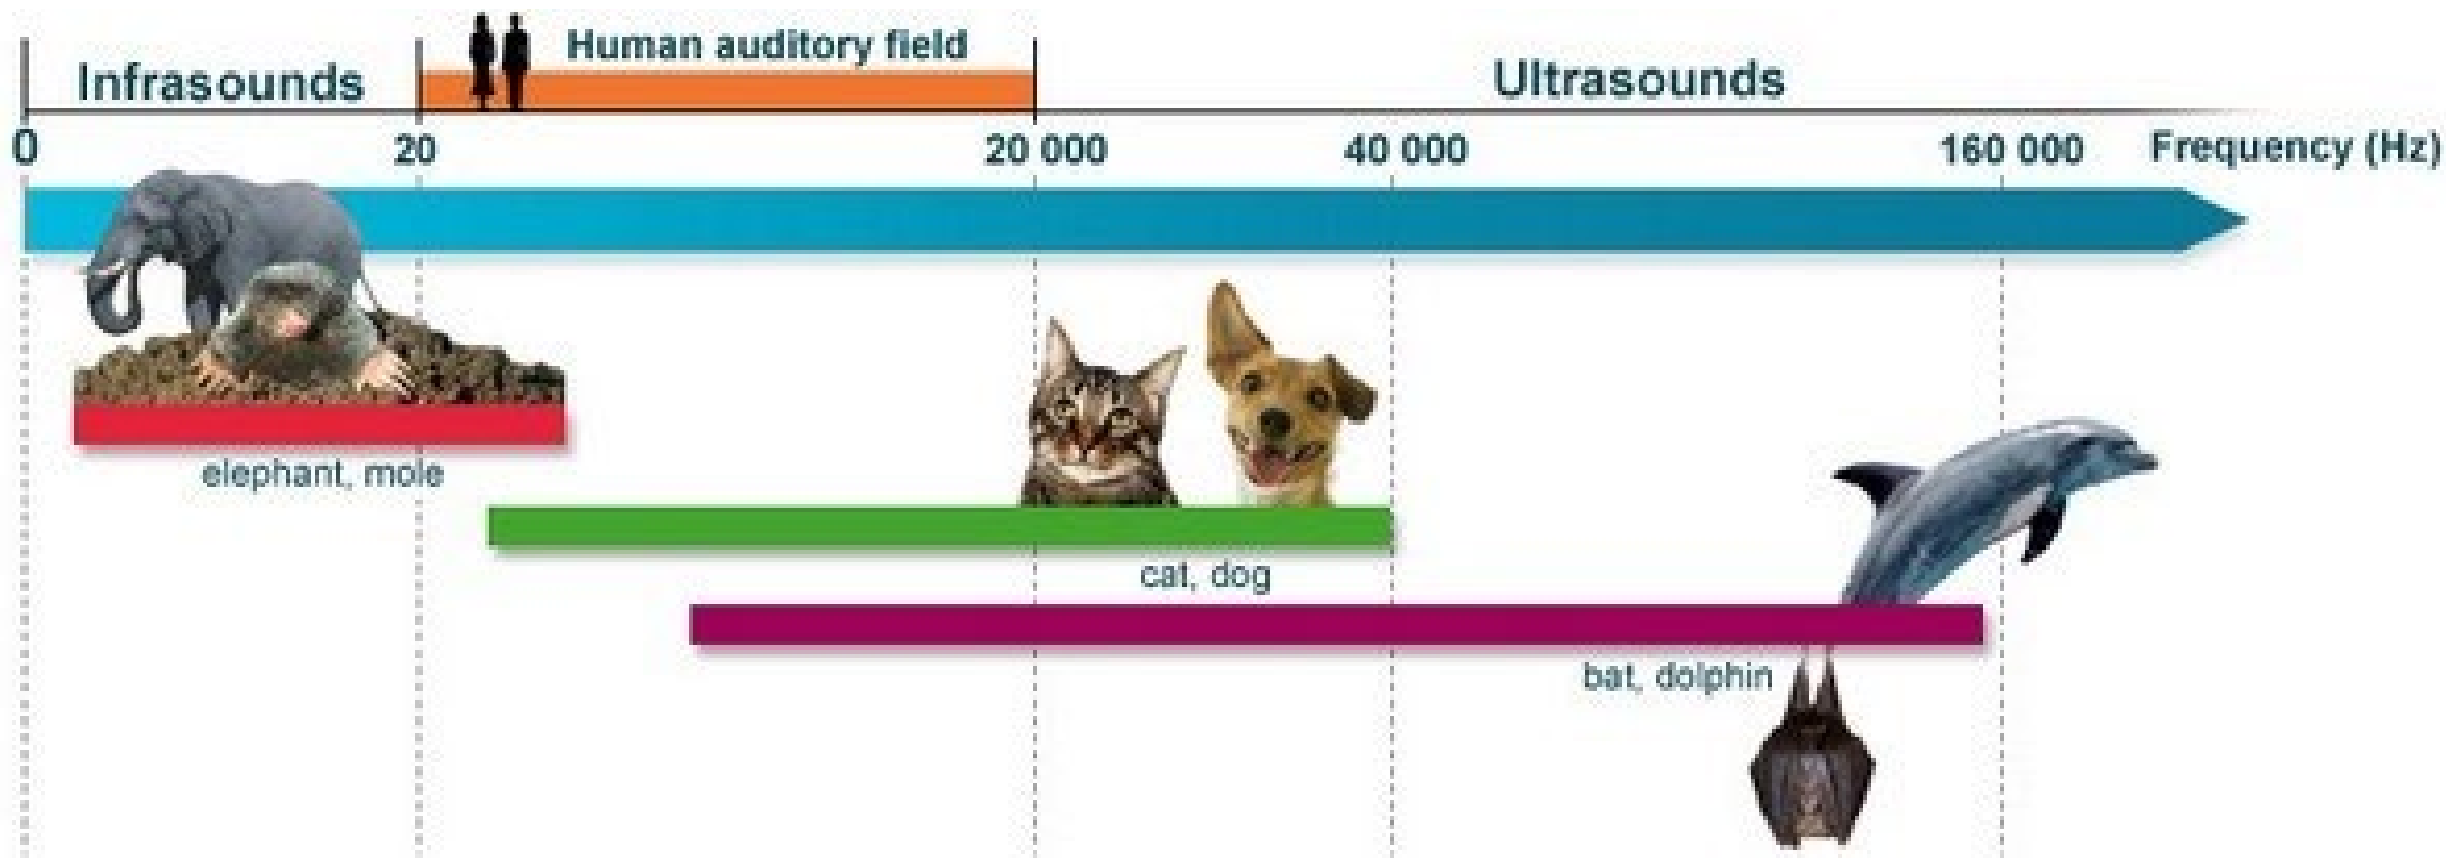 Human auditory field
Infrasounds
Ultrasounds
0
20
20 000
40 000
160 000
Frequency (Hz)
elephant, mole
cat, dog
bat, dolphin